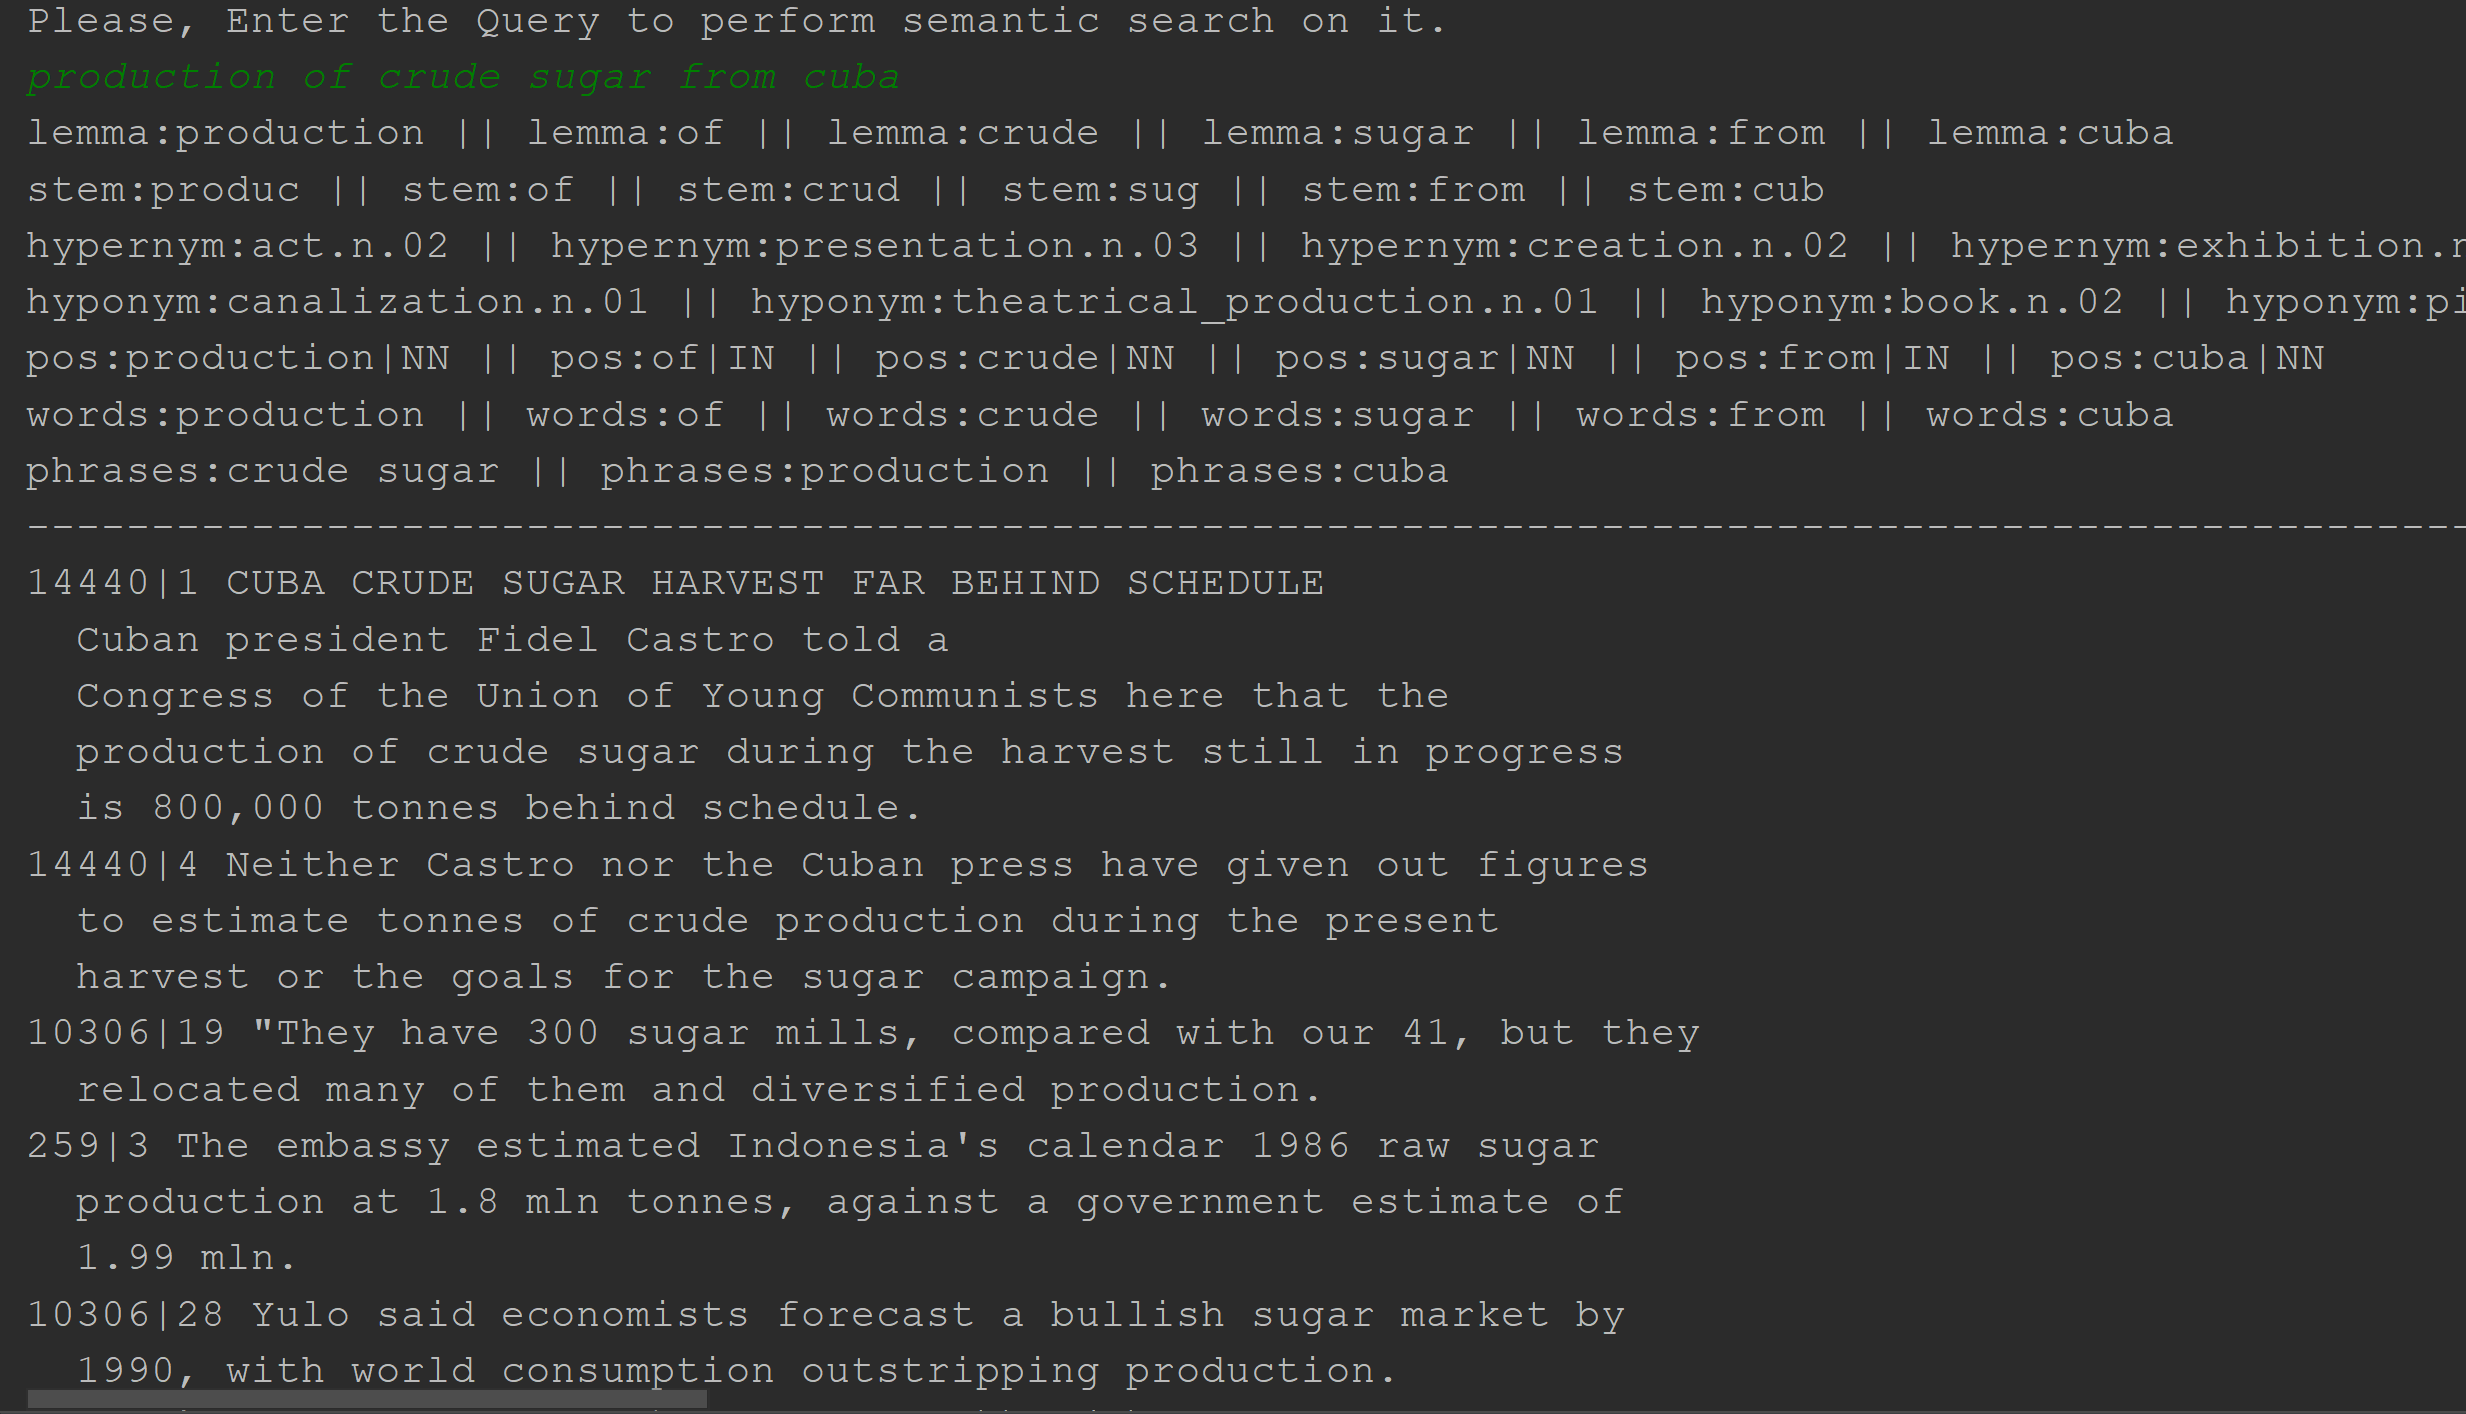 Please, Enter the Query to perform semantic search on it.
production of crude sugar from cuba
lemma:production || lemma:of || lemma:crude || lemma:sugar || lemma:from || lemma:cuba
stem:produc || stem:of || stem:crud || stem:sug || stem:from || stem:cub
hypernym:act.n.02 || hypernym:presentation.n.03 || hypernym:creation.n.02 || hypernym:exhibition.n
hyponym:canalization.n.01 || hyponym:theatrical_production.n.01 || hyponym:book.n.02 || hyponym:pi
pos:production|NN || pos:of|IN || pos:crude|NN || pos:sugar|NN || pos:from|IN || pos:cuba|NN
words:production || words:of || words:crude || words:sugar || words:from || words:cuba
phrases:crude sugar || phrases:production || phrases:cuba
--------------------------------------------------------------------------------------------------
14440|1 CUBA CRUDE SUGAR HARVEST FAR BEHIND SCHEDULE
Cuban president Fidel Castro told a
Congress of the Union of Young Communists here that the
production of crude sugar during the harvest still in progress
is 800,000 tonnes behind schedule.
14440|4 Neither Castro nor the Cuban press have given out figures
to estimate tonnes of crude production during the present
harvest or the goals for the sugar campaign.
10306|19 "They have 300 sugar mills, compared with our 41, but they
relocated many of them and diversified production.
259|3 The embassy estimated Indonesia's calendar 1986 raw sugar
production at 1.8 mln tonnes, against a government estimate of
1.99 mln.
10306|28 Yulo said economists forecast a bullish sugar market by
1990, with world consumption outstripping production.